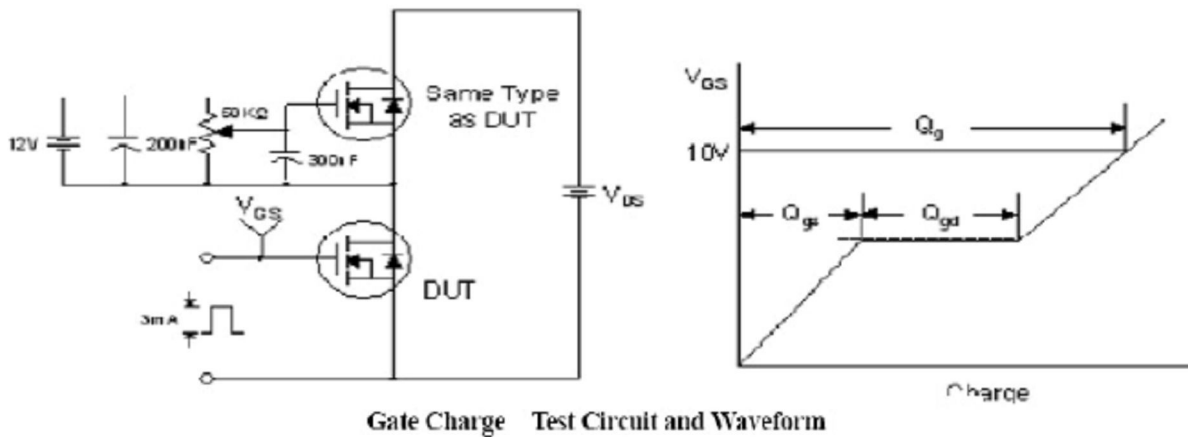 12V
200nF
50KΩ
300nF
Same Type
as DUT
V_DS
V_GS
DUT
3mA
V_GS
10V
Q_g
Q_gs
Q_gd
Charge
Gate Charge Test Circuit and Waveform